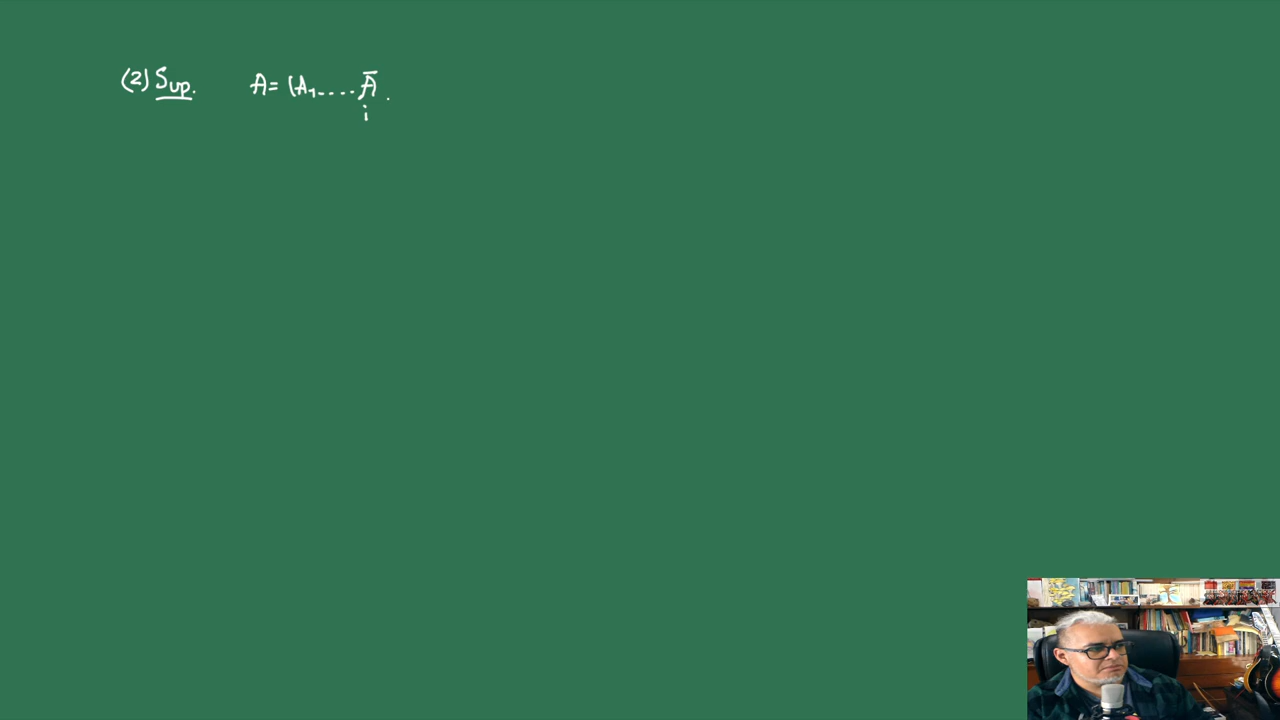 (2) Sup. A = (A₁.....Ā.
i